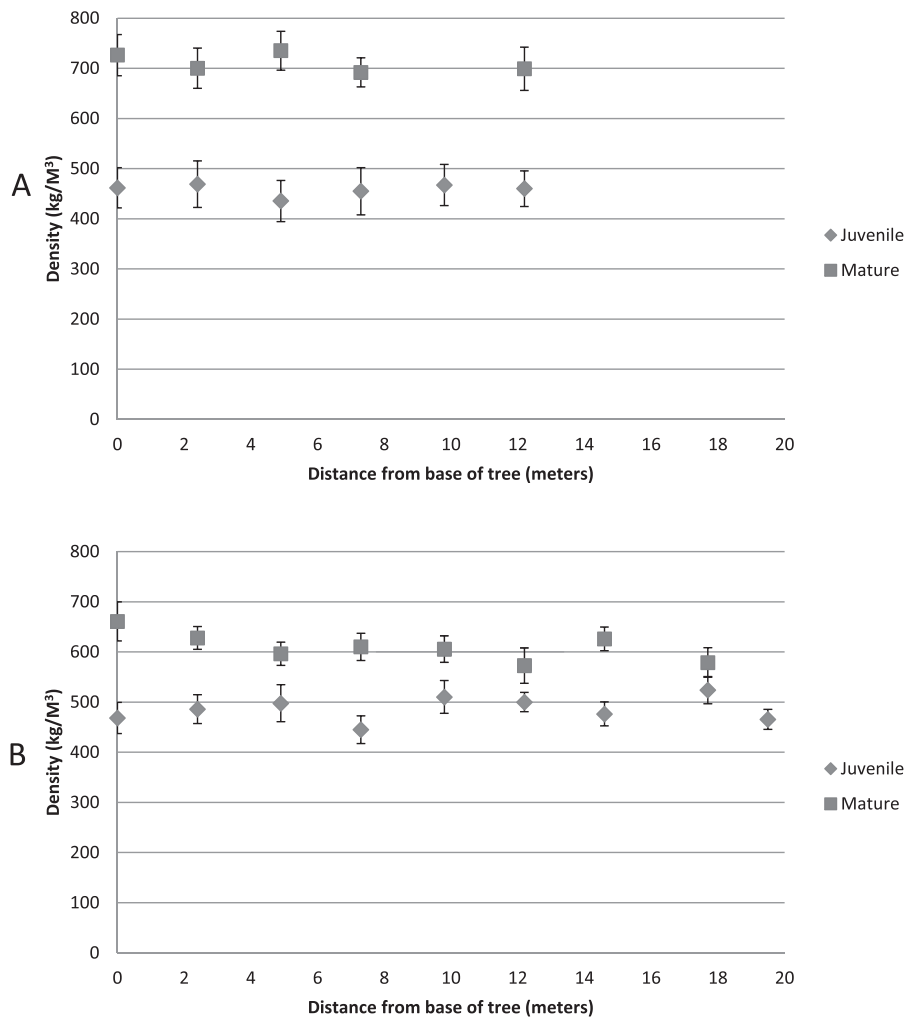 800
700
600
500
400
300
200
100
0
A
Density (kg/M³)
0 2 4 6 8 10 12 14 16 18 20
Distance from base of tree (meters)
Juvenile
Mature
800
700
600
500
400
300
200
100
0
B
Density (kg/M³)
0 2 4 6 8 10 12 14 16 18 20
Distance from base of tree (meters)
Juvenile
Mature